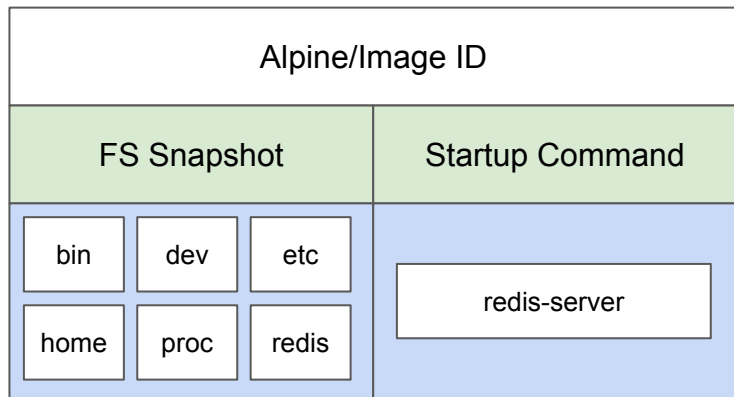 Alpine/Image ID
FS Snapshot Startup Command
bin dev etc
redis-server
home proc redis